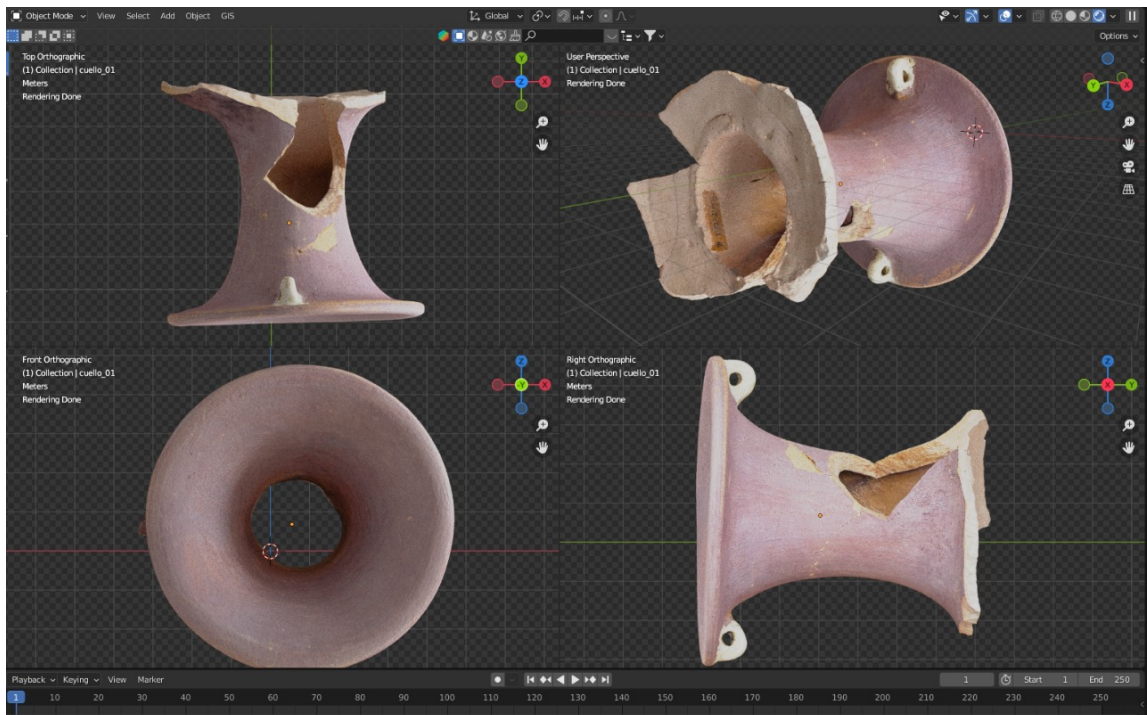 Object Mode View Select Add Object GIS Global
Options
Top Orthographic
(1) Collection | cuello_01
Meters
Rendering Done
Y
Z
X
User Perspective
(1) Collection | cuello_01
Meters
Rendering Done
Y
X
Z
Front Orthographic
(1) Collection | cuello_01
Meters
Rendering Done
Z
Y
X
Right Orthographic
(1) Collection | cuello_01
Meters
Rendering Done
Z
X
Y
Playback Keying View Marker 1 Start 1 End 250
1 10 20 30 40 50 60 70 80 90 100 110 120 130 140 150 160 170 180 190 200 210 220 230 240 250